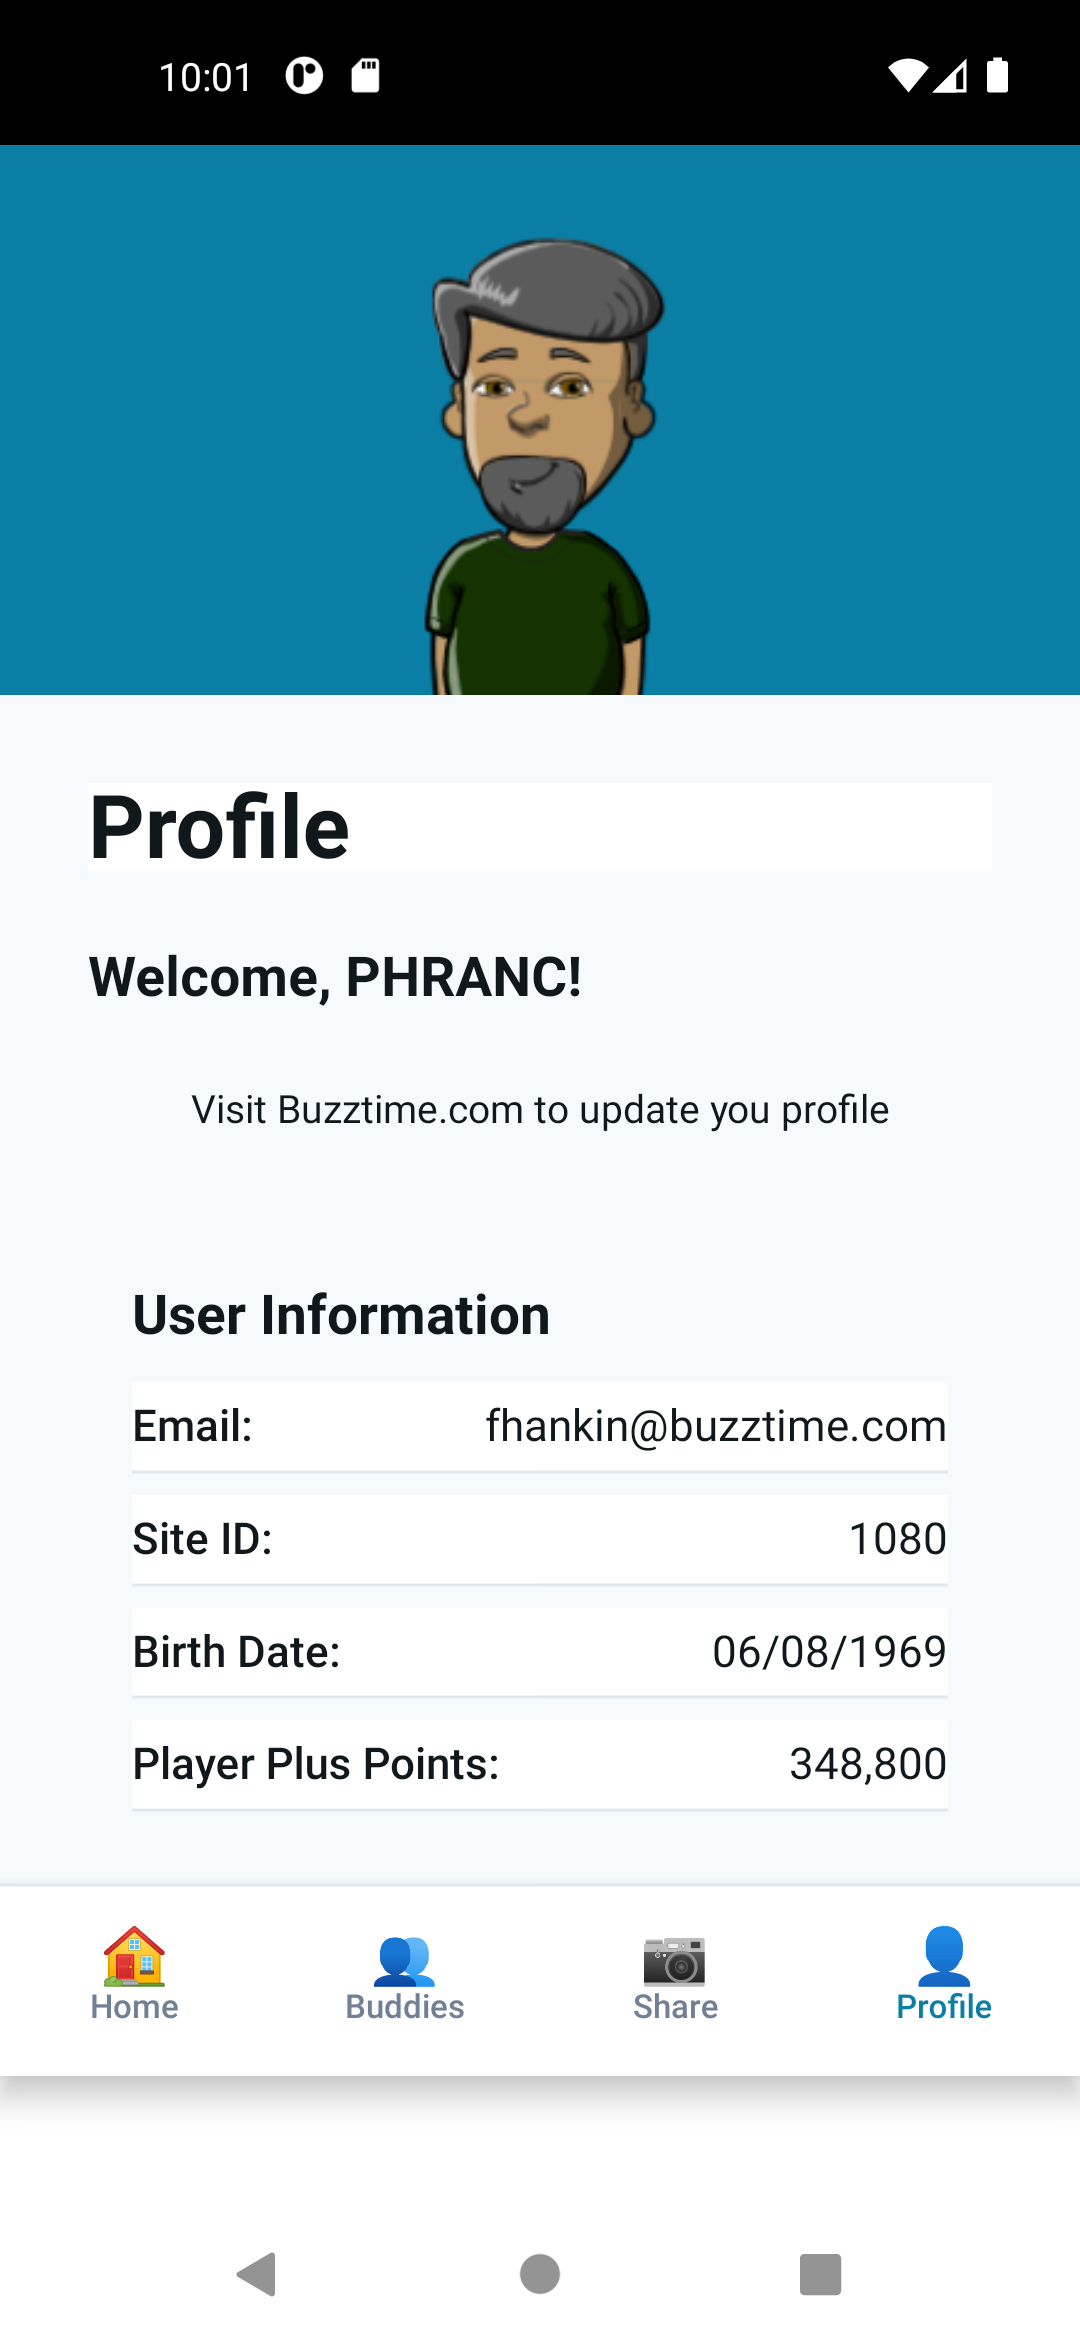 10:01
Profile
Welcome, PHRANC!
Visit Buzztime.com to update you profile
User Information
Email: fhankin@buzztime.com
Site ID: 1080
Birth Date: 06/08/1969
Player Plus Points: 348,800
Home Buddies Share Profile